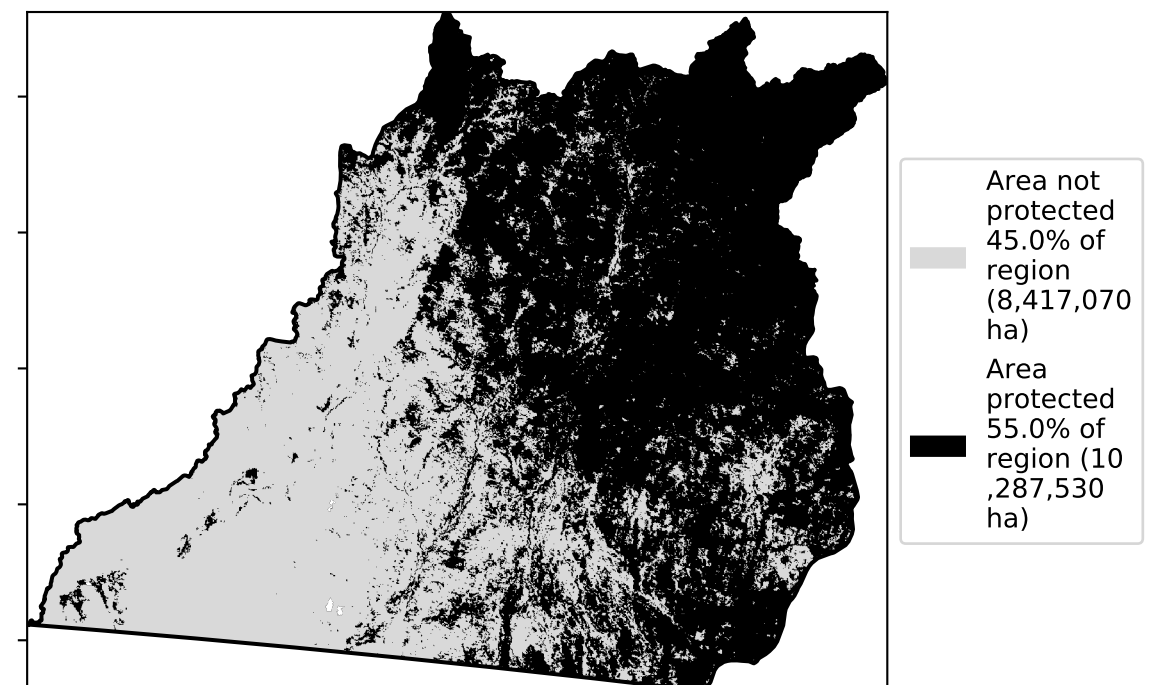 Area not
protected
45.0% of
region
(8,417,070
ha)
Area
protected
55.0% of
region (10
,287,530
ha)